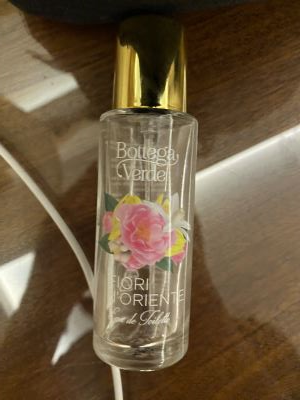 Bottega
Verde
FIORI
D'ORIENTE
Eau de Toilette